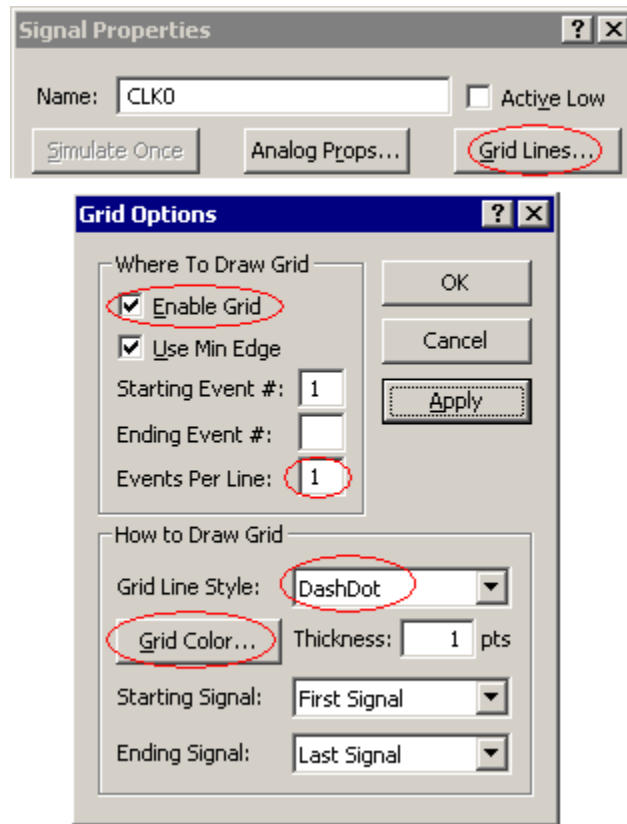 Signal Properties
Name: CLK0 Active Low
Simulate Once Analog Props... Grid Lines...
Grid Options
Where To Draw Grid
Enable Grid
OK
Use Min Edge
Cancel
Starting Event #: 1
Apply
Ending Event #:
Events Per Line: 1
How to Draw Grid
Grid Line Style: DashDot
Grid Color... Thickness: 1 pts
Starting Signal: First Signal
Ending Signal: Last Signal